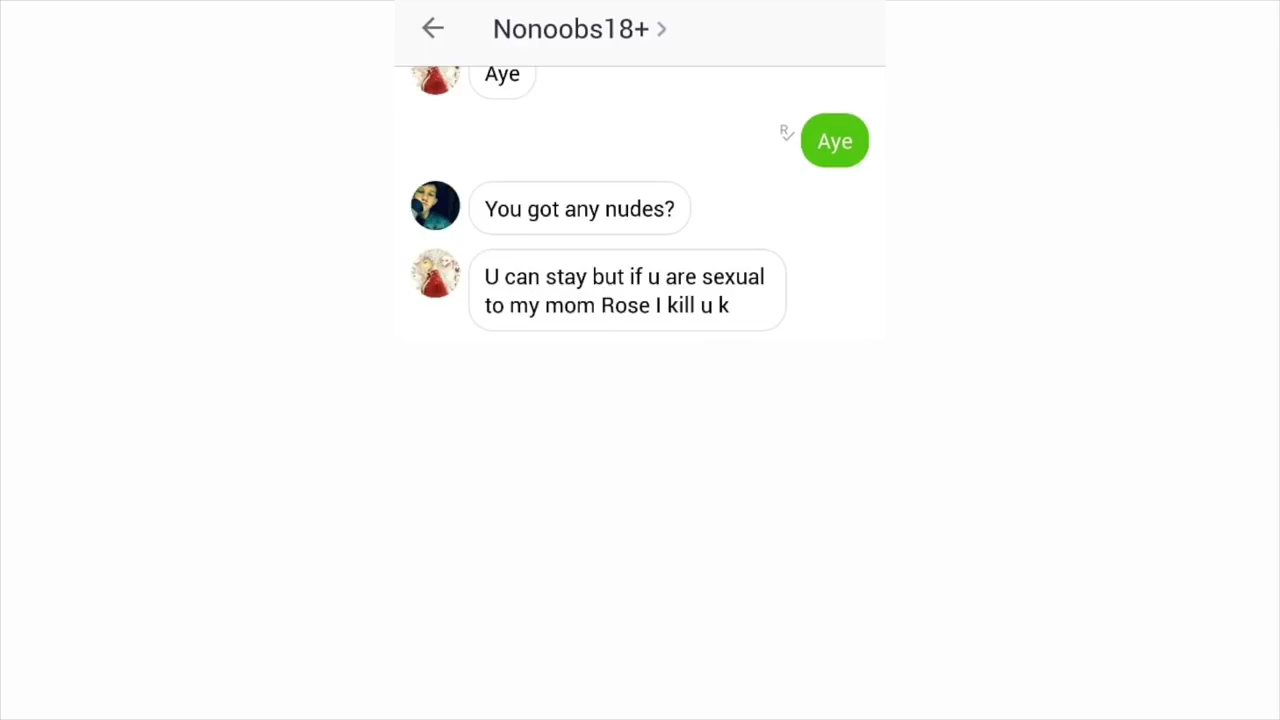 Nonoobs18+
Aye
R
Aye
You got any nudes?
U can stay but if u are sexual
to my mom Rose I kill u k